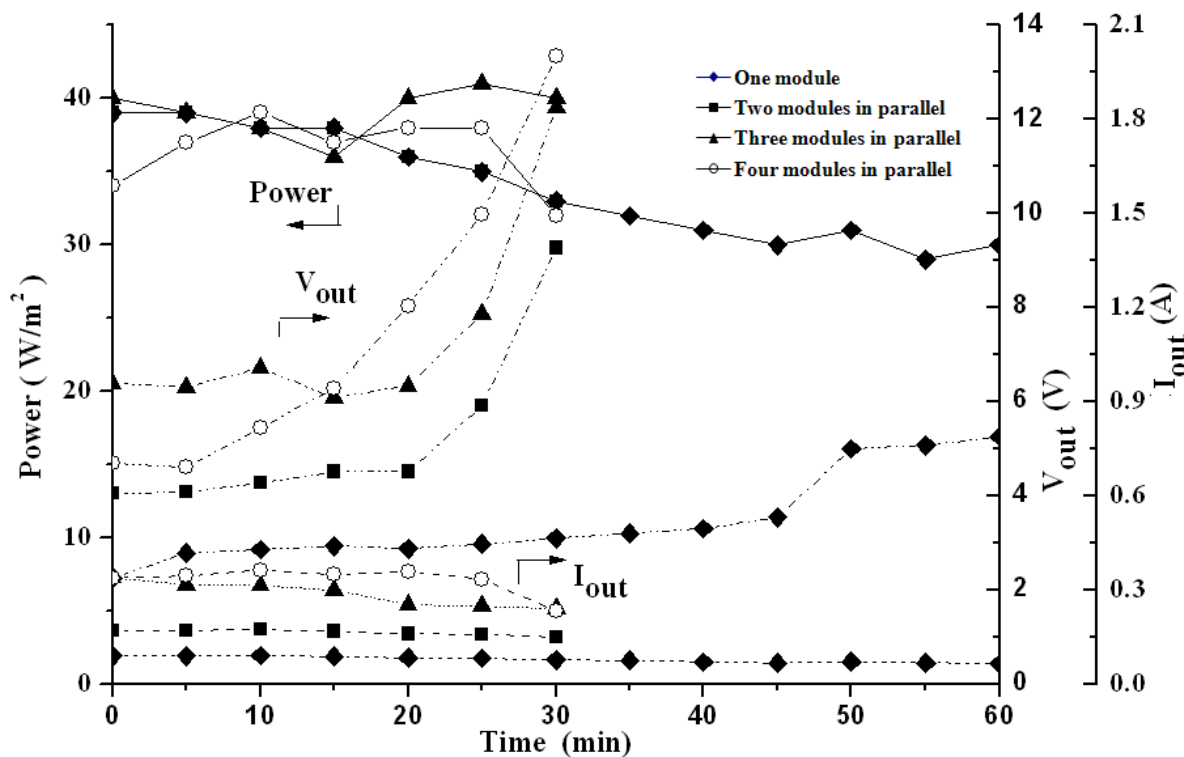 One module
Two modules in parallel
Three modules in parallel
Four modules in parallel
Power
Vout
Iout
Power ( W/m²)
0
10
20
30
40
Time (min)
0
10
20
30
40
50
60
Vout (V)
0
2
4
6
8
10
12
14
Iout (A)
0.0
0.3
0.6
0.9
1.2
1.5
1.8
2.1